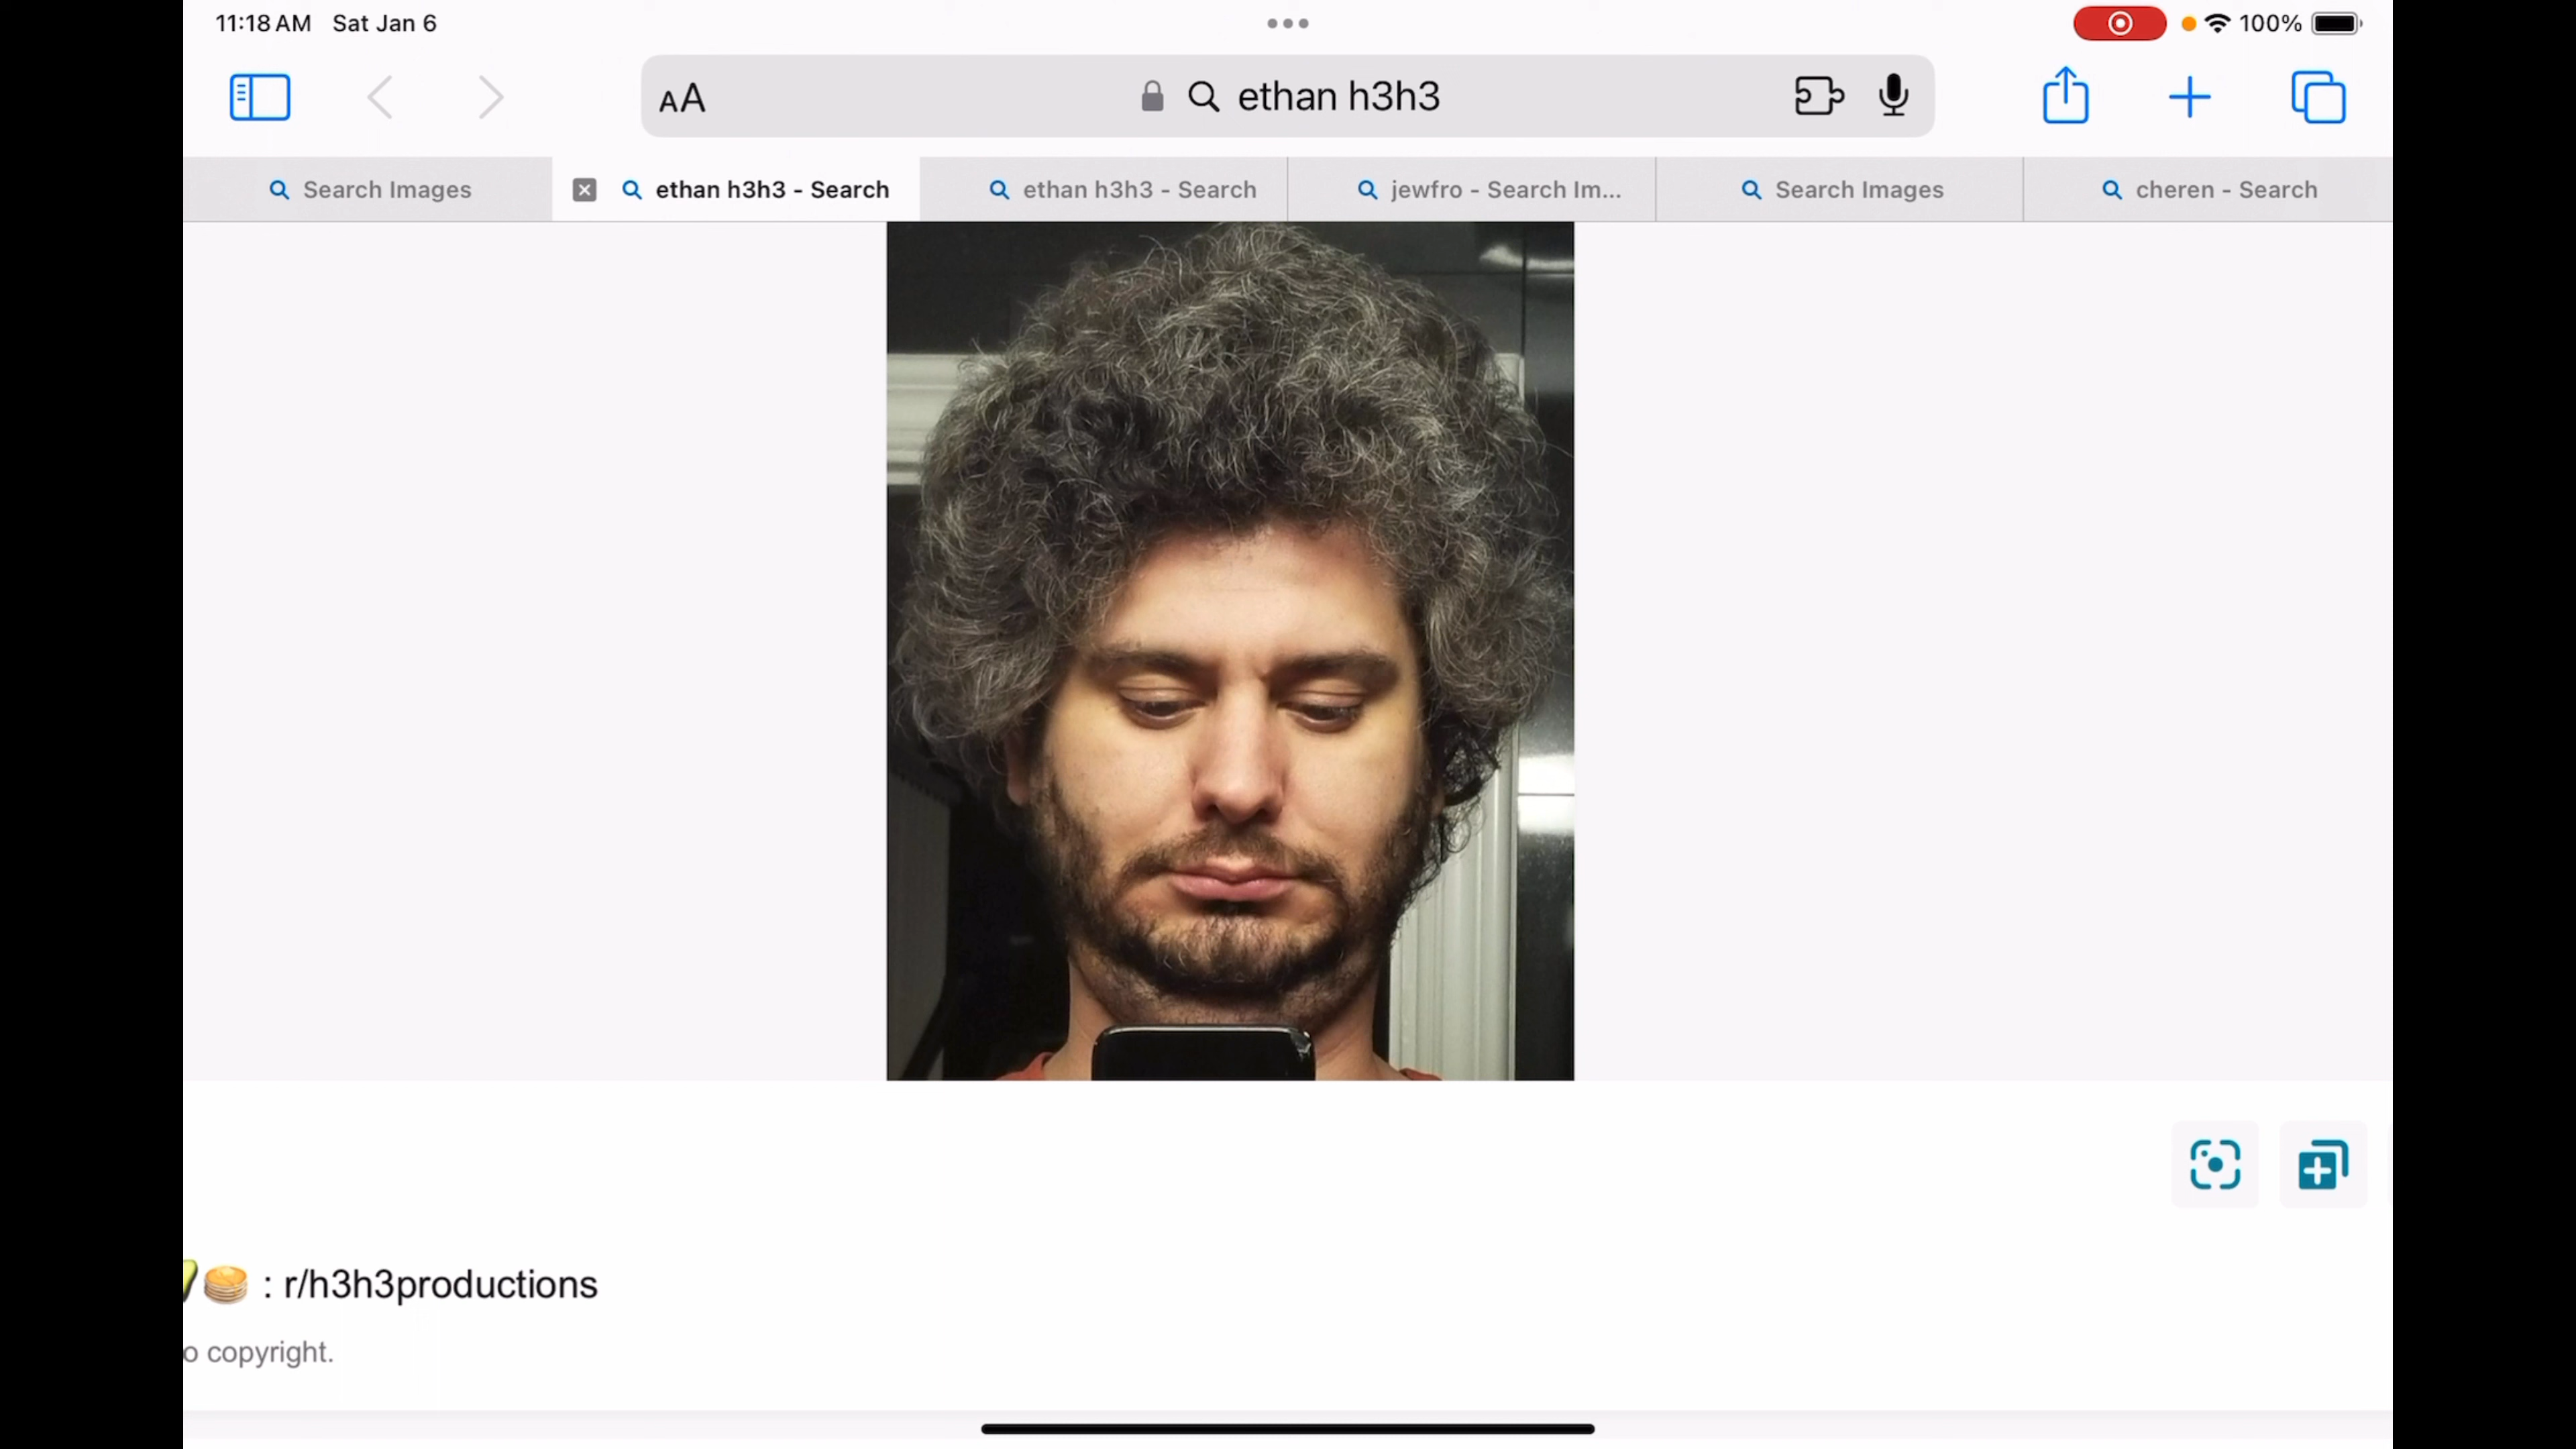 11:18 AM Sat Jan 6
100%
AA
ethan h3h3
Search Images
ethan h3h3 - Search
ethan h3h3 - Search
jewfro - Search Im...
Search Images
cheren - Search
: r/h3h3productions
o copyright.